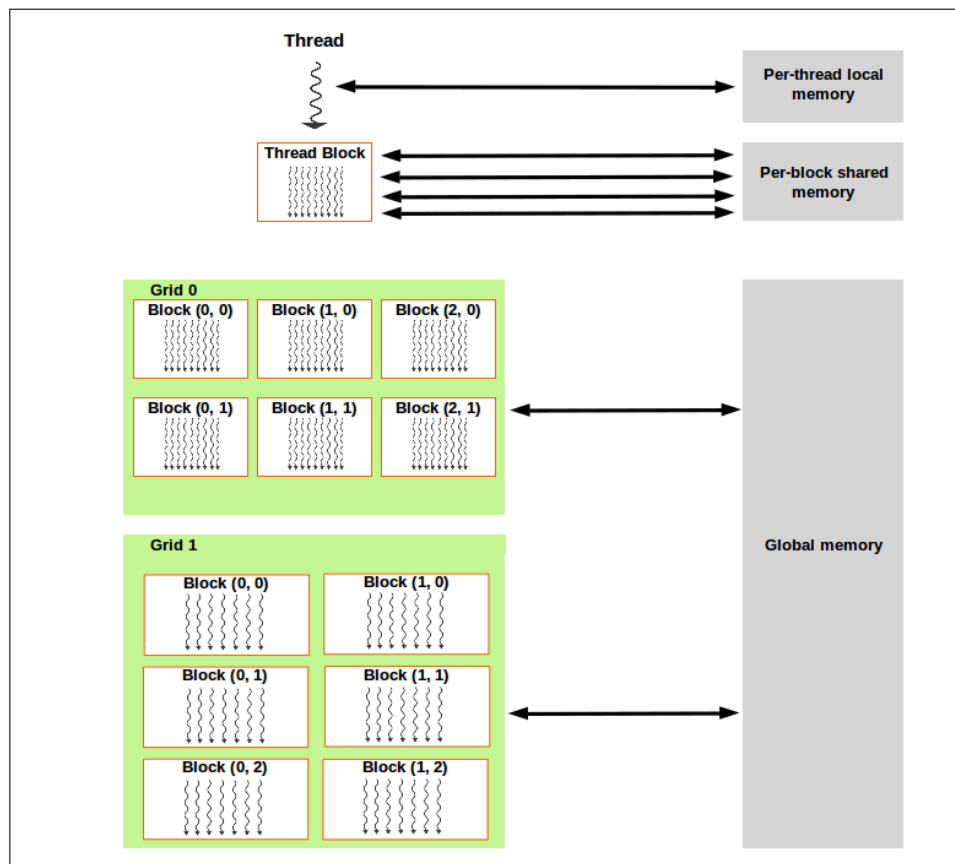 Thread
Per-thread local
memory
Thread Block
Per-block shared
memory
Grid 0
Block (0, 0)
Block (1, 0)
Block (2, 0)
Block (0, 1)
Block (1, 1)
Block (2, 1)
Global memory
Grid 1
Block (0, 0)
Block (1, 0)
Block (0, 1)
Block (1, 1)
Block (0, 2)
Block (1, 2)